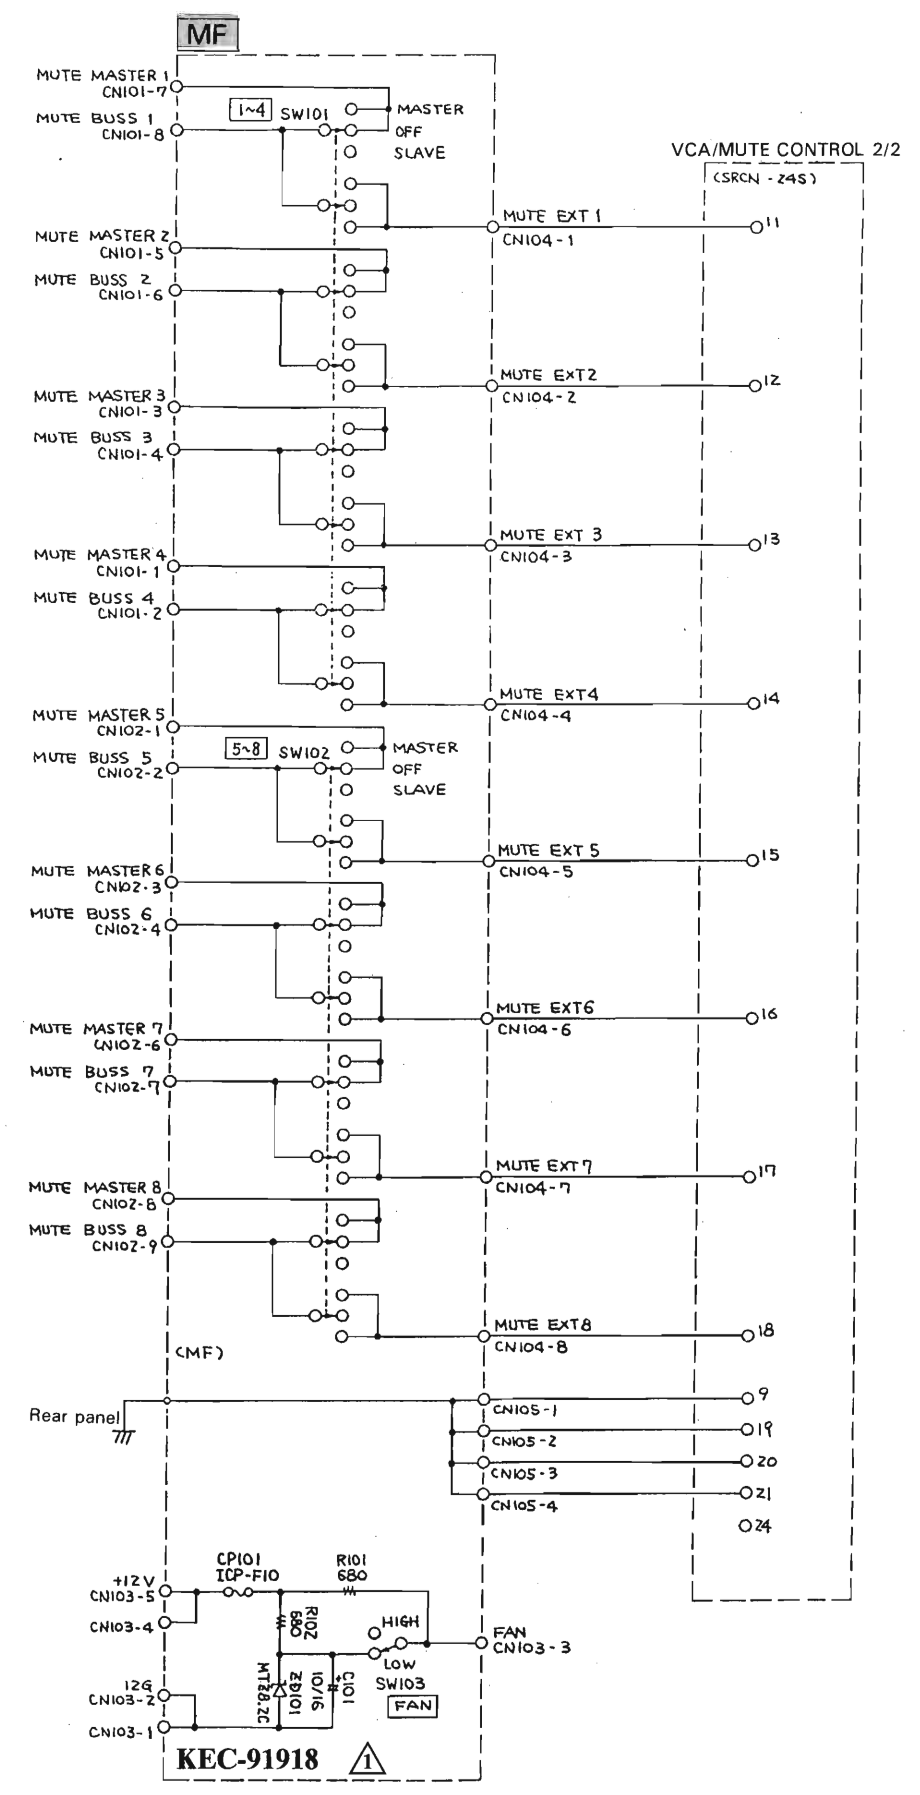 MF
MUTE MASTER 1
CN101-7
MUTE BUSS 1
CN101-8
1~4
SW101
MASTER
OFF
SLAVE
VCA/MUTE CONTROL 2/2
(SRCN-24S)
MUTE EXT 1
CN104-1
11
MUTE MASTER 2
CN101-5
MUTE BUSS 2
CN101-6
MUTE EXT2
CN104-2
12
MUTE MASTER 3
CN101-3
MUTE BUSS 3
CN101-4
MUTE EXT 3
CN104-3
13
MUTE MASTER 4
CN101-1
MUTE BUSS 4
CN101-2
MUTE EXT4
CN104-4
14
MUTE MASTER 5
CN102-1
MUTE BUSS 5
CN102-2
5~8
SW102
MASTER
OFF
SLAVE
MUTE EXT 5
CN104-5
15
MUTE MASTER 6
CN102-3
MUTE BUSS 6
CN102-4
MUTE EXT6
CN104-6
16
MUTE MASTER 7
CN102-6
MUTE BUSS 7
CN102-7
MUTE EXT7
CN104-7
17
MUTE MASTER 8
CN102-8
MUTE BUSS 8
CN102-9
MUTE EXT8
CN104-8
18
(MF)
Rear panel
CN105-1
9
CN105-2
19
CN105-3
20
CN105-4
21
24
CP101
ICP-F10
R101
680
+12V
CN103-5
CN103-4
R102
680
HIGH
LOW
SW103
FAN
FAN
CN103-3
12G
CN103-2
CN103-1
MTZ8.2C
ZD101
10/16
C101
+
KEC-91918
1